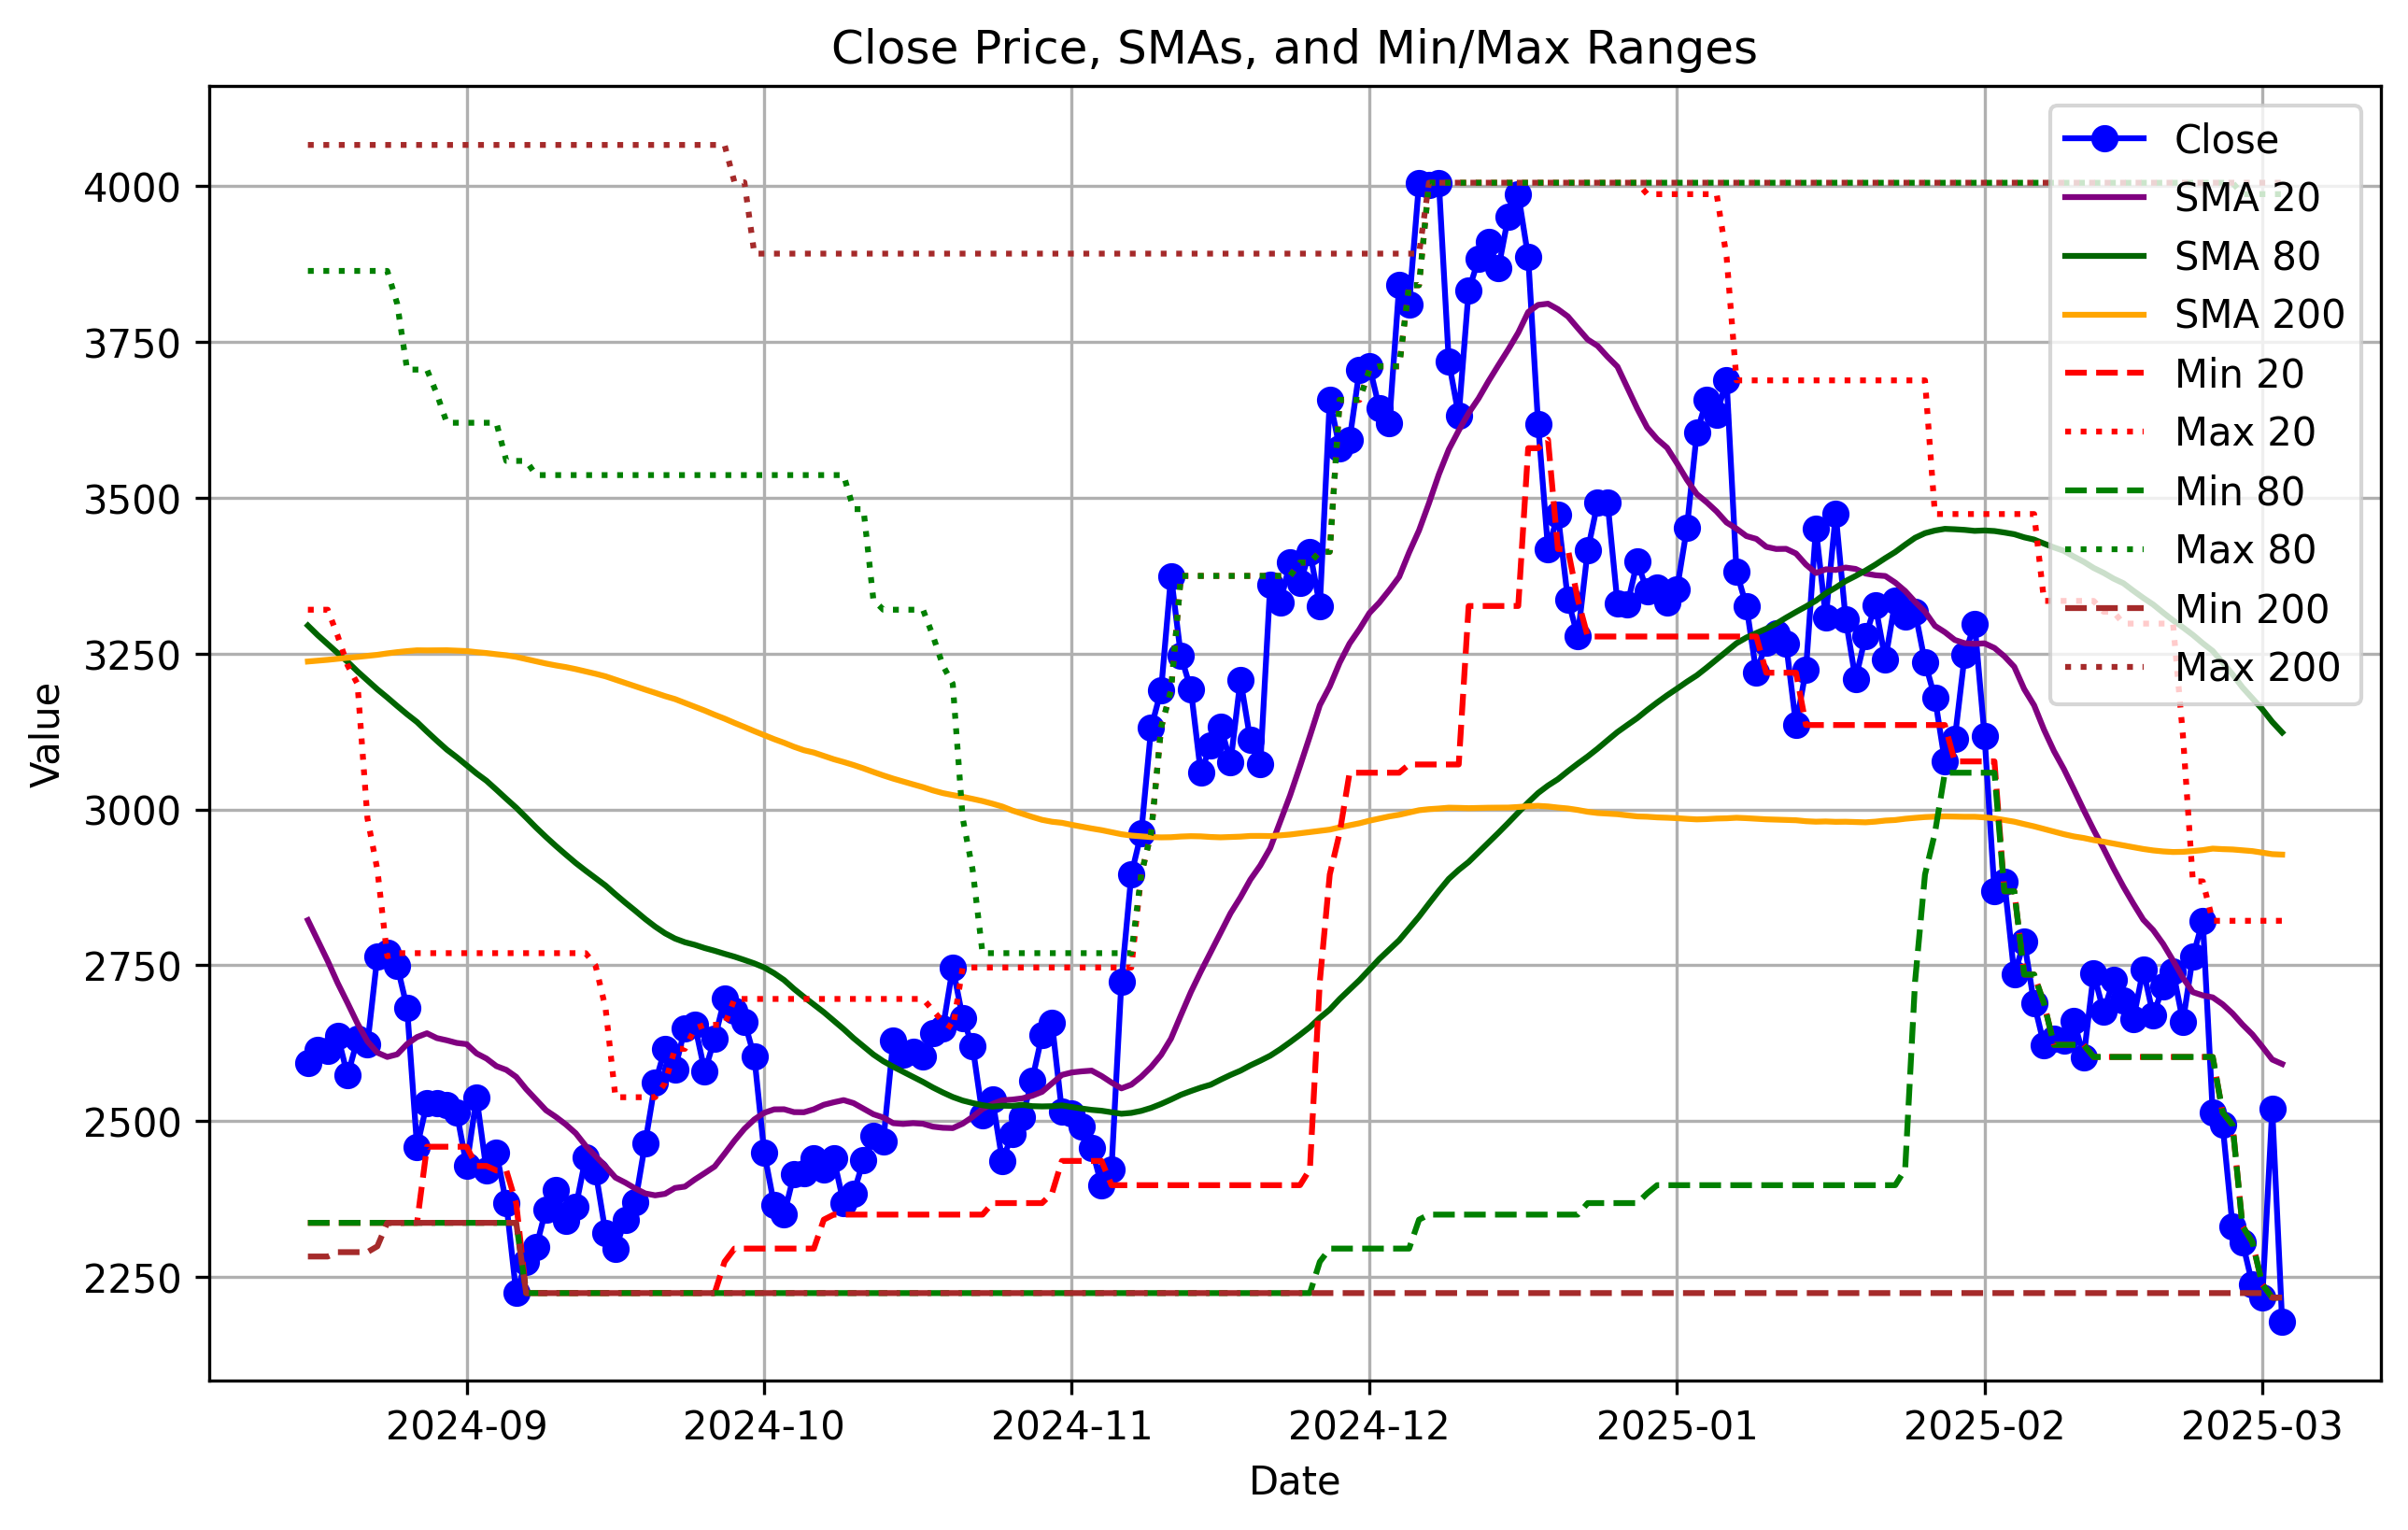 Close Price, SMAs, and Min/Max Ranges
Close
SMA 20
SMA 80
SMA 200
Min 20
Max 20
Min 80
Max 80
Min 200
Max 200
Value
4000
3750
3500
3250
3000
2750
2500
2250
2024-09
2024-10
2024-11
2024-12
2025-01
2025-02
2025-03
Date